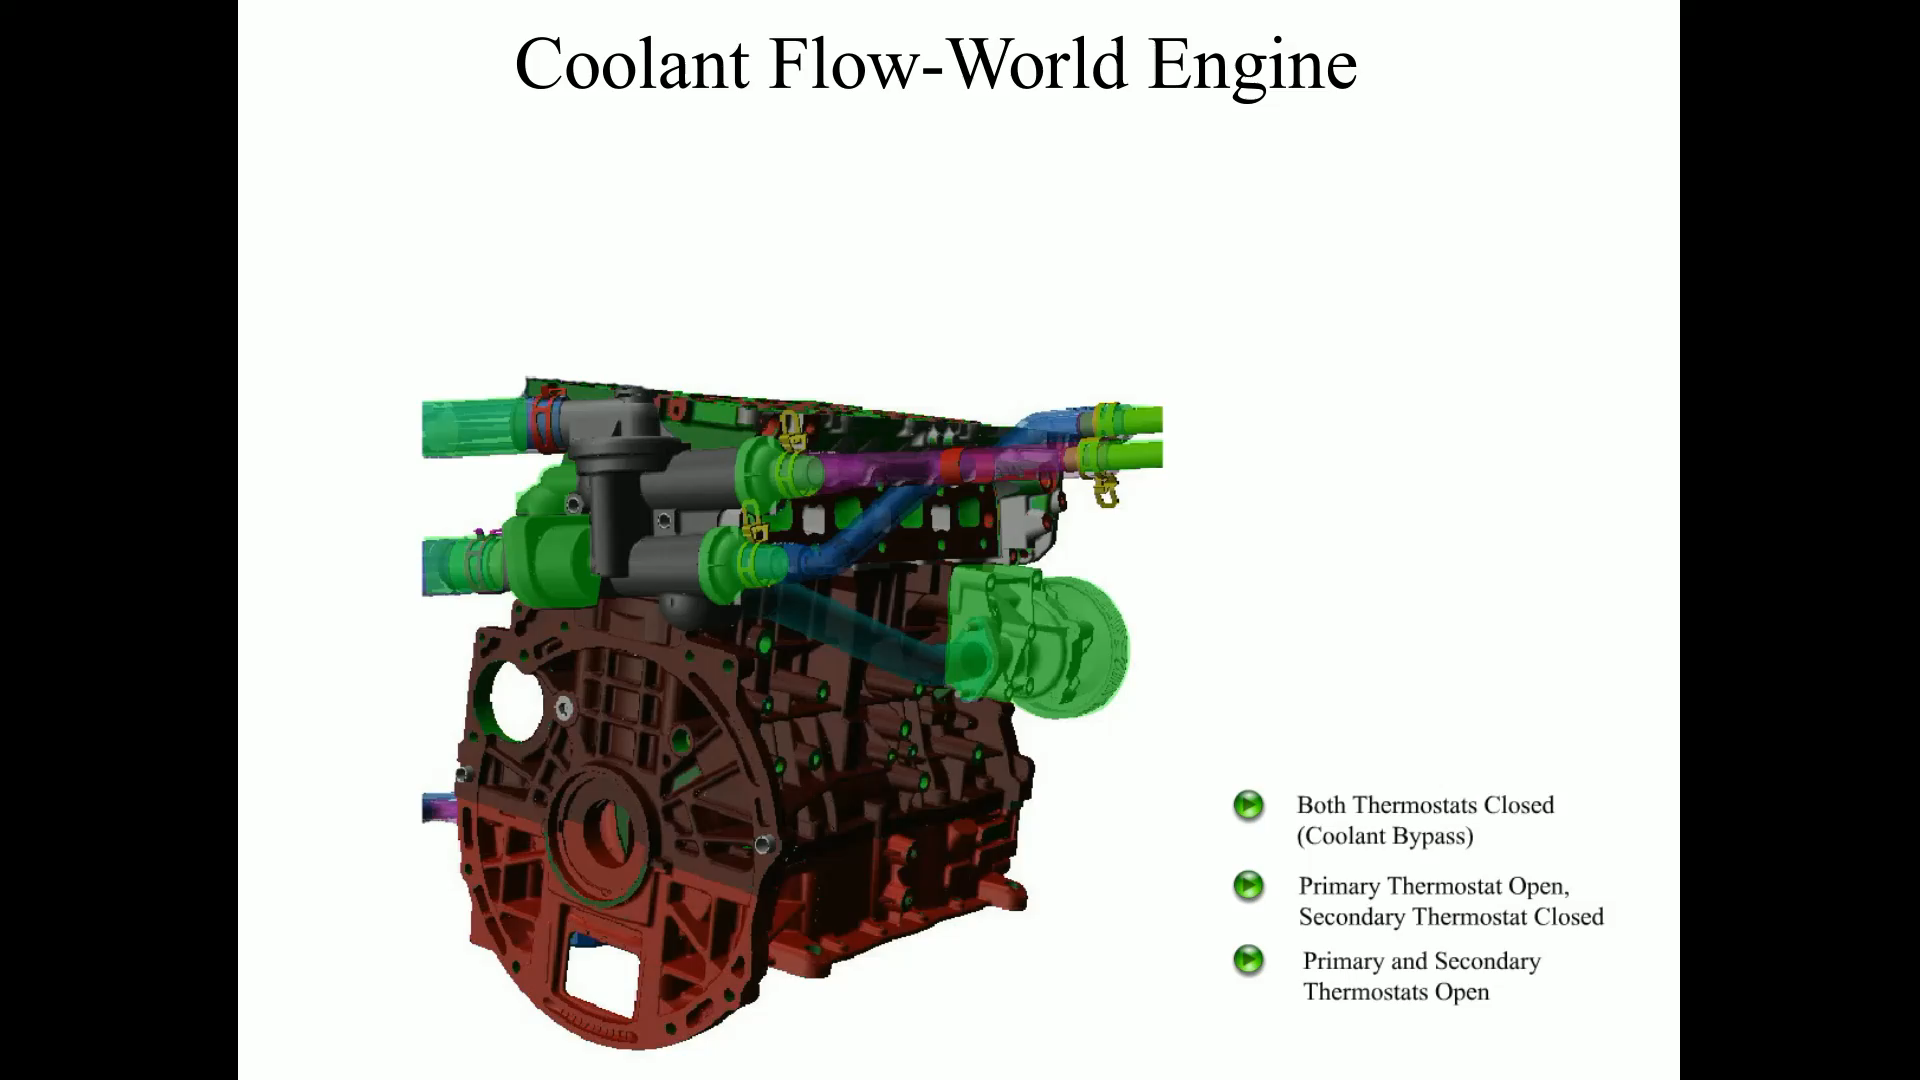 Coolant Flow-World Engine
Both Thermostats Closed
(Coolant Bypass)
Primary Thermostat Open,
Secondary Thermostat Closed
Primary and Secondary
Thermostats Open